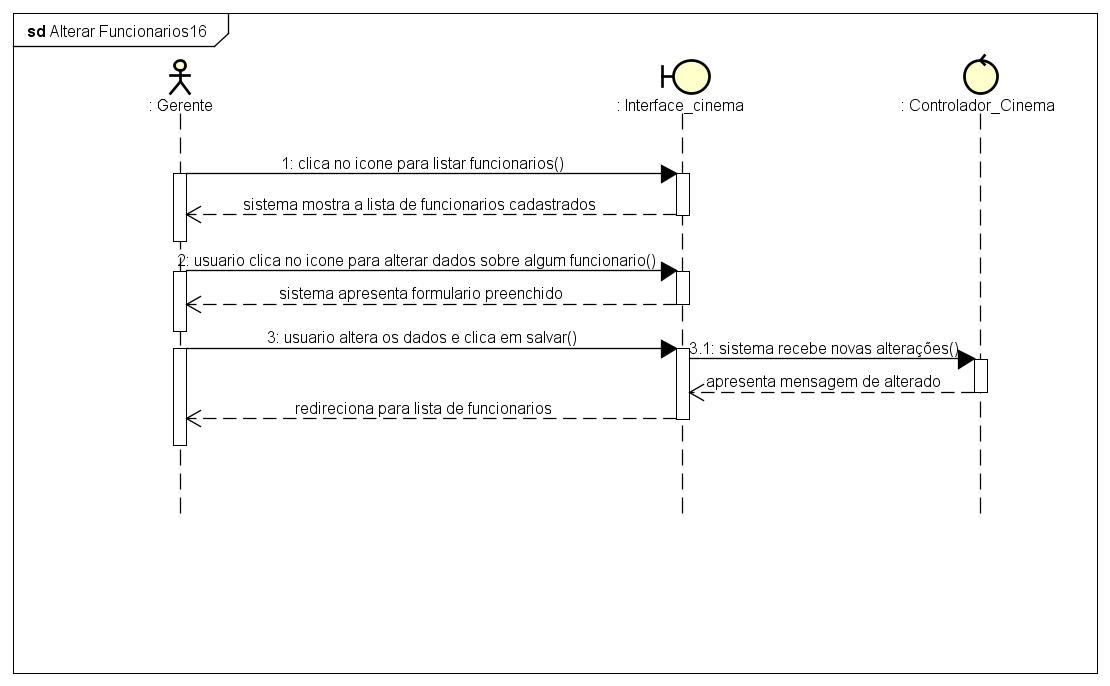 sd Alterar Funcionarios16
: Gerente
: Interface_cinema
: Controlador_Cinema
1: clica no icone para listar funcionarios()
sistema mostra a lista de funcionarios cadastrados
2: usuario clica no icone para alterar dados sobre algum funcionario()
sistema apresenta formulario preenchido
3: usuario altera os dados e clica em salvar()
3.1: sistema recebe novas alterações()
apresenta mensagem de alterado
redireciona para lista de funcionarios